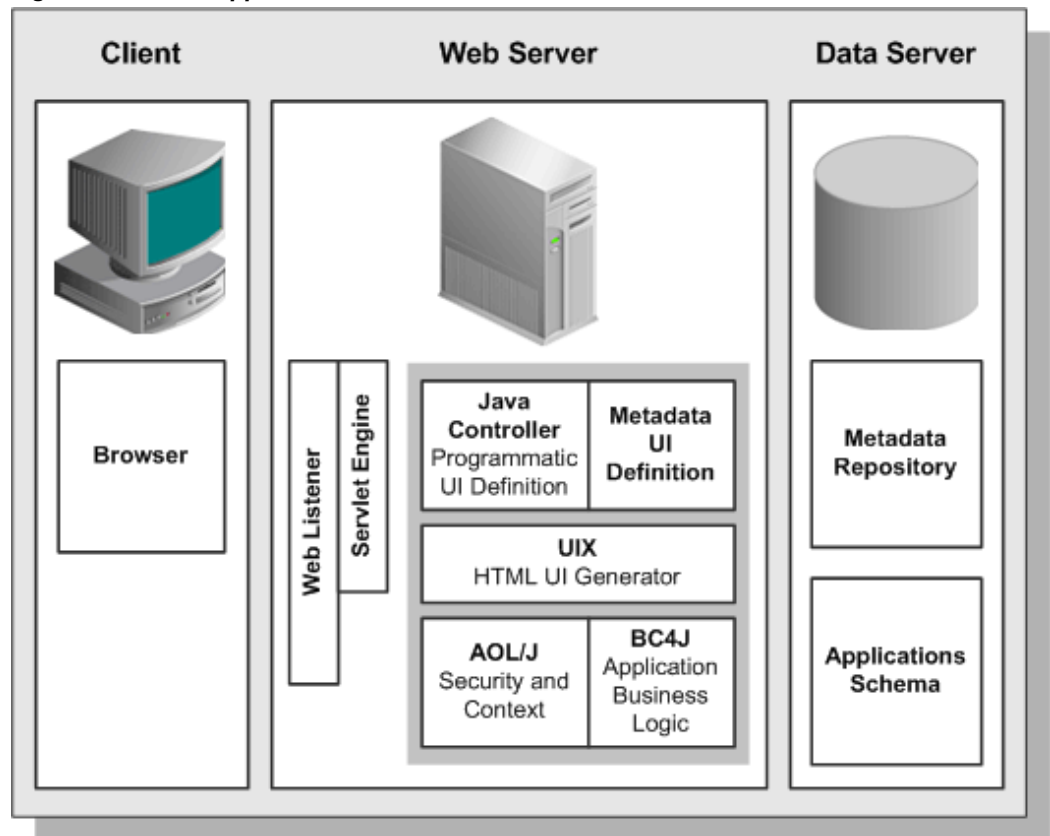 Client
Web Server
Data Server
Browser
Web Listener
Servlet Engine
Java
Controller
Programmatic
UI Definition
Metadata
UI
Definition
UIX
HTML UI Generator
AOL/J
Security and
Context
BC4J
Application
Business
Logic
Metadata
Repository
Applications
Schema